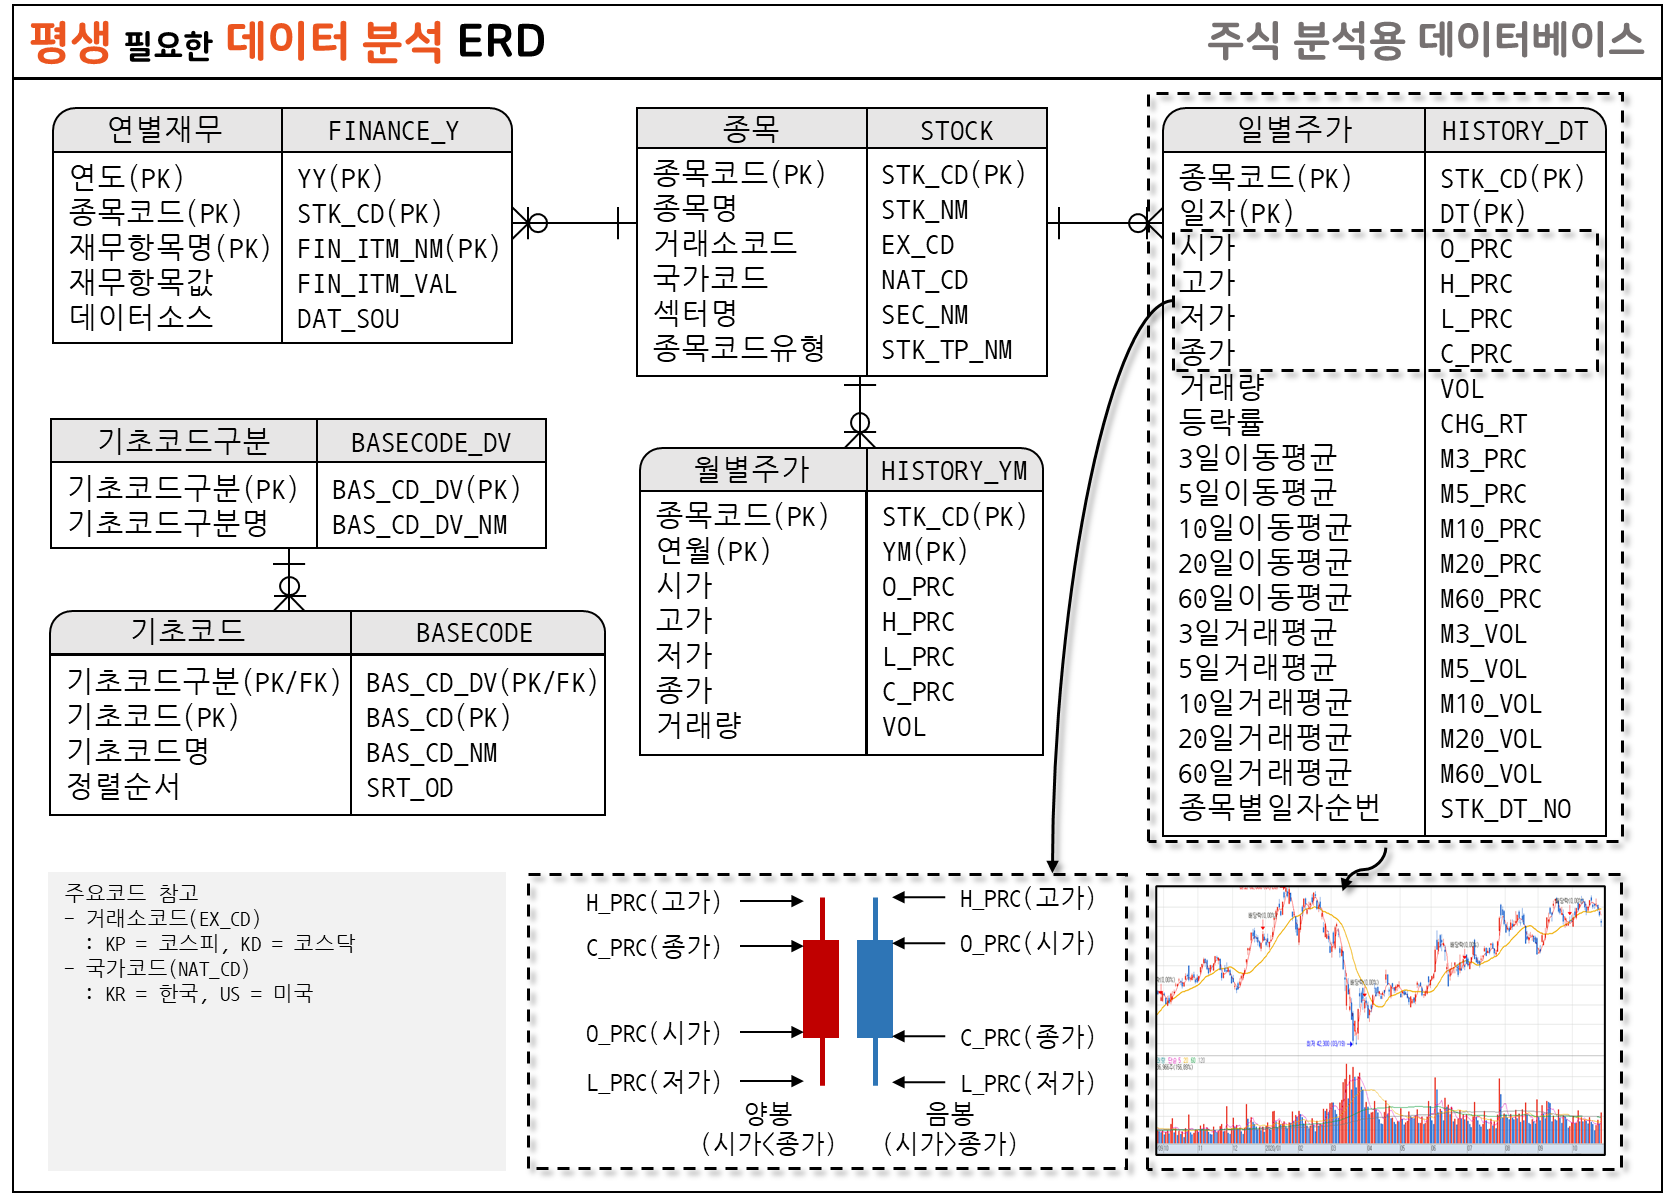 평생 필요한 데이터 분석 ERD
주식 분석용 데이터베이스
연별재무 FINANCE_Y
연도(PK) YY(PK)
종목코드(PK) STK_CD(PK)
재무항목명(PK) FIN_ITM_NM(PK)
재무항목값 FIN_ITM_VAL
데이터소스 DAT_SOU
종목 STOCK
종목코드(PK) STK_CD(PK)
종목명 STK_NM
거래소코드 EX_CD
국가코드 NAT_CD
섹터명 SEC_NM
종목코드유형 STK_TP_NM
일별주가 HISTORY_DT
종목코드(PK) STK_CD(PK)
일자(PK) DT(PK)
시가 O_PRC
고가 H_PRC
저가 L_PRC
종가 C_PRC
거래량 VOL
등락률 CHG_RT
3일이동평균 M3_PRC
5일이동평균 M5_PRC
10일이동평균 M10_PRC
20일이동평균 M20_PRC
60일이동평균 M60_PRC
3일거래평균 M3_VOL
5일거래평균 M5_VOL
10일거래평균 M10_VOL
20일거래평균 M20_VOL
60일거래평균 M60_VOL
종목별일자순번 STK_DT_NO
기초코드구분 BASECODE_DV
기초코드구분(PK) BAS_CD_DV(PK)
기초코드구분명 BAS_CD_DV_NM
월별주가 HISTORY_YM
종목코드(PK) STK_CD(PK)
연월(PK) YM(PK)
시가 O_PRC
고가 H_PRC
저가 L_PRC
종가 C_PRC
거래량 VOL
기초코드 BASECODE
기초코드구분(PK/FK) BAS_CD_DV(PK/FK)
기초코드(PK) BAS_CD(PK)
기초코드명 BAS_CD_NM
정렬순서 SRT_OD
주요코드 참고
- 거래소코드(EX_CD)
: KP = 코스피, KD = 코스닥
- 국가코드(NAT_CD)
: KR = 한국, US = 미국
H_PRC(고가)
C_PRC(종가)
O_PRC(시가)
L_PRC(저가)
양봉
(시가<종가)
H_PRC(고가)
O_PRC(시가)
C_PRC(종가)
L_PRC(저가)
음봉
(시가>종가)